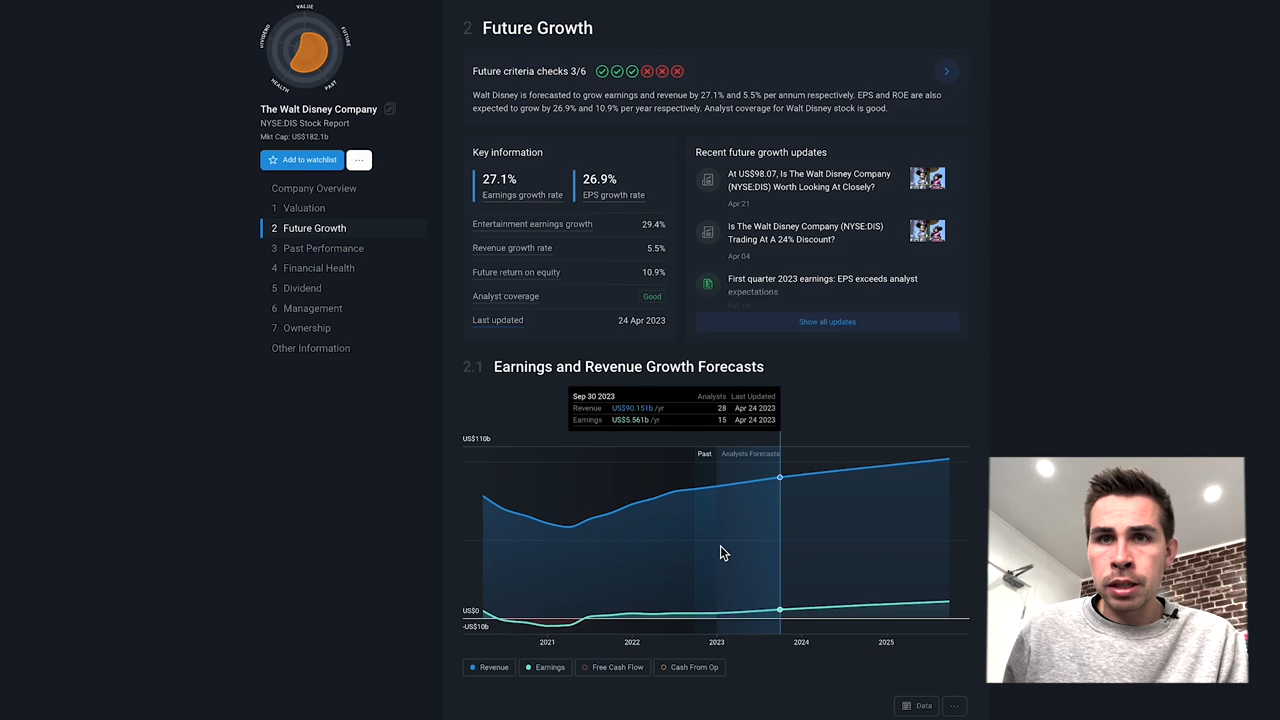 VALUE
FUTURE
PAST
HEALTH
DIVIDEND
The Walt Disney Company
NYSE:DIS Stock Report
Mkt Cap: US$182.1b
Add to watchlist
...
Company Overview
1 Valuation
2 Future Growth
3 Past Performance
4 Financial Health
5 Dividend
6 Management
7 Ownership
Other Information
2 Future Growth
Future criteria checks 3/6
Walt Disney is forecasted to grow earnings and revenue by 27.1% and 5.5% per annum respectively. EPS and ROE are also
expected to grow by 26.9% and 10.9% per year respectively. Analyst coverage for Walt Disney stock is good.
Key information
27.1%
Earnings growth rate
26.9%
EPS growth rate
Entertainment earnings growth 29.4%
Revenue growth rate 5.5%
Future return on equity 10.9%
Analyst coverage Good
Last updated 24 Apr 2023
Recent future growth updates
At US$98.07, Is The Walt Disney Company
(NYSE:DIS) Worth Looking At Closely?
Apr 21
Is The Walt Disney Company (NYSE:DIS)
Trading At A 24% Discount?
Apr 04
First quarter 2023 earnings: EPS exceeds analyst
expectations
Show all updates
2.1 Earnings and Revenue Growth Forecasts
Sep 30 2023 Analysts Last Updated
Revenue US$90.151b /yr 28 Apr 24 2023
Earnings US$5.561b /yr 15 Apr 24 2023
US$110b
Past Analysts Forecasts
US$0
-US$10b
2021 2022 2023 2024 2025
Revenue Earnings Free Cash Flow Cash From Op
Data ...